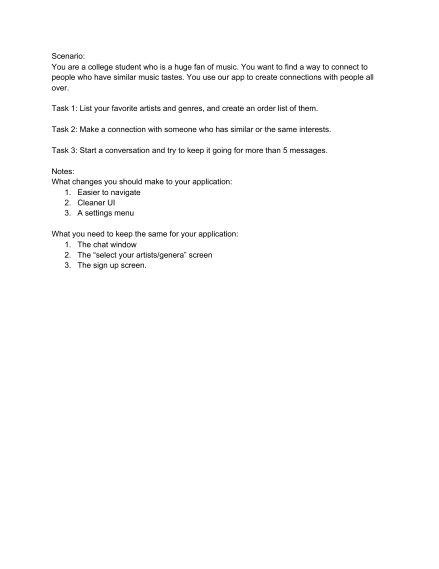 Scenario:
You are a college student who is a huge fan of music. You want to find a way to connect to
people who have similar music tastes. You use our app to create connections with people all
over.
Task 1: List your favorite artists and genres, and create an order list of them.
Task 2: Make a connection with someone who has similar or the same interests.
Task 3: Start a conversation and try to keep it going for more than 5 messages.
Notes:
What changes you should make to your application:
1. Easier to navigate
2. Cleaner UI
3. A settings menu
What you need to keep the same for your application:
1. The chat window
2. The “select your artists/genera” screen
3. The sign up screen.